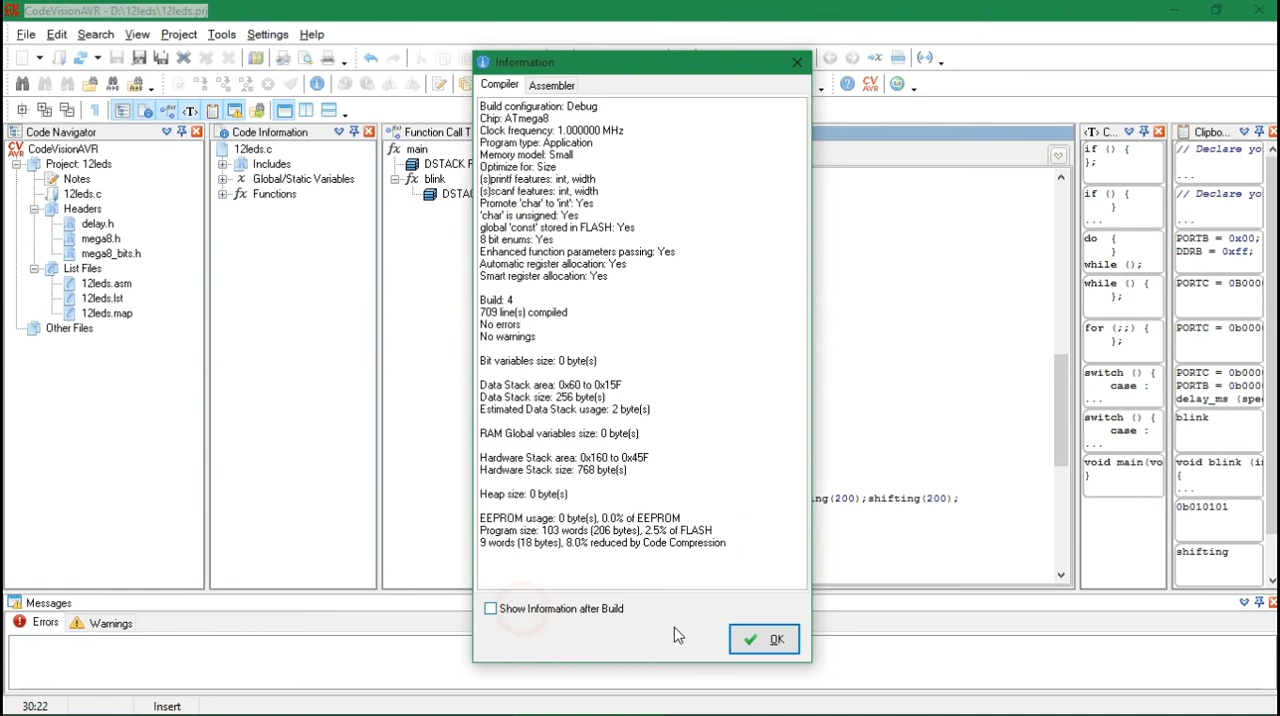 CodeVisionAVR - D:\12leds\12leds.prj
File Edit Search View Project Tools Settings Help
Code Navigator
CodeVisionAVR
Project: 12leds
Notes
12leds.c
Headers
delay.h
mega8.h
mega8_bits.h
List Files
12leds.asm
12leds.lst
12leds.map
Other Files
Code Information
12leds.c
Includes
Global/Static Variables
Functions
Function Call T
main
DSTACK F
blink
DSTAC
Information
Compiler Assembler
Build configuration: Debug
Chip: ATmega8
Clock frequency: 1.000000 MHz
Program type: Application
Memory model: Small
Optimize for: Size
(s)printf features: int, width
(s)scanf features: int, width
Promote 'char' to 'int': Yes
'char' is unsigned: Yes
global 'const' stored in FLASH: Yes
8 bit enums: Yes
Enhanced function parameters passing: Yes
Automatic register allocation: Yes
Smart register allocation: Yes
Build: 4
709 line(s) compiled
No errors
No warnings
Bit variables size: 0 byte(s)
Data Stack area: 0x60 to 0x15F
Data Stack size: 256 byte(s)
Estimated Data Stack usage: 2 byte(s)
RAM Global variables size: 0 byte(s)
Hardware Stack area: 0x160 to 0x45F
Hardware Stack size: 768 byte(s)
Heap size: 0 byte(s)
EEPROM usage: 0 byte(s), 0.0% of EEPROM
Program size: 103 words (206 bytes), 2.5% of FLASH
9 words (18 bytes), 8.0% reduced by Code Compression
Show Information after Build
OK
ng(200);shifting(200);
C...
if () {
};
if () {
}
...
do {
}
while ();
while () {
};
for (;;) {
};
switch () {
case :
...
switch () {
case :
...
void main(vo
}
Clipbo...
// Declare yo
...
// Declare yo
...
PORTB = 0x00;
DDRB = 0xff;
PORTC = 0B000
PORTC = 0b000
PORTC = 0b000
PORTB = 0b000
delay_ms (spe
blink
void blink (i
{
...
0b010101
shifting
Messages
Errors Warnings
30:22 Insert